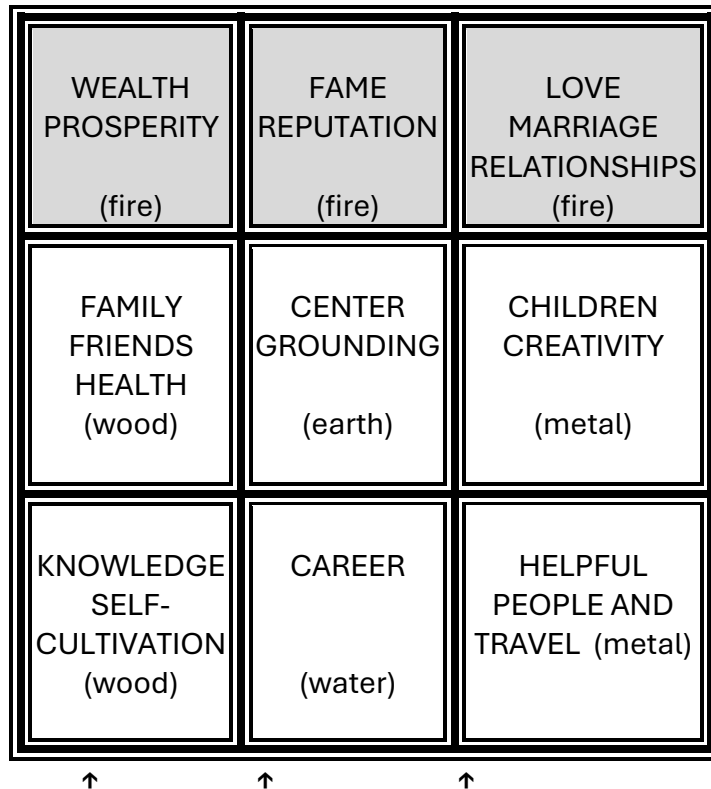 WEALTH
PROSPERITY
(fire)
FAME
REPUTATION
(fire)
LOVE
MARRIAGE
RELATIONSHIPS
(fire)
FAMILY
FRIENDS
HEALTH
(wood)
CENTER
GROUNDING
(earth)
CHILDREN
CREATIVITY
(metal)
KNOWLEDGE
SELF-
CULTIVATION
(wood)
CAREER
(water)
HELPFUL
PEOPLE AND
TRAVEL (metal)
↑ ↑ ↑